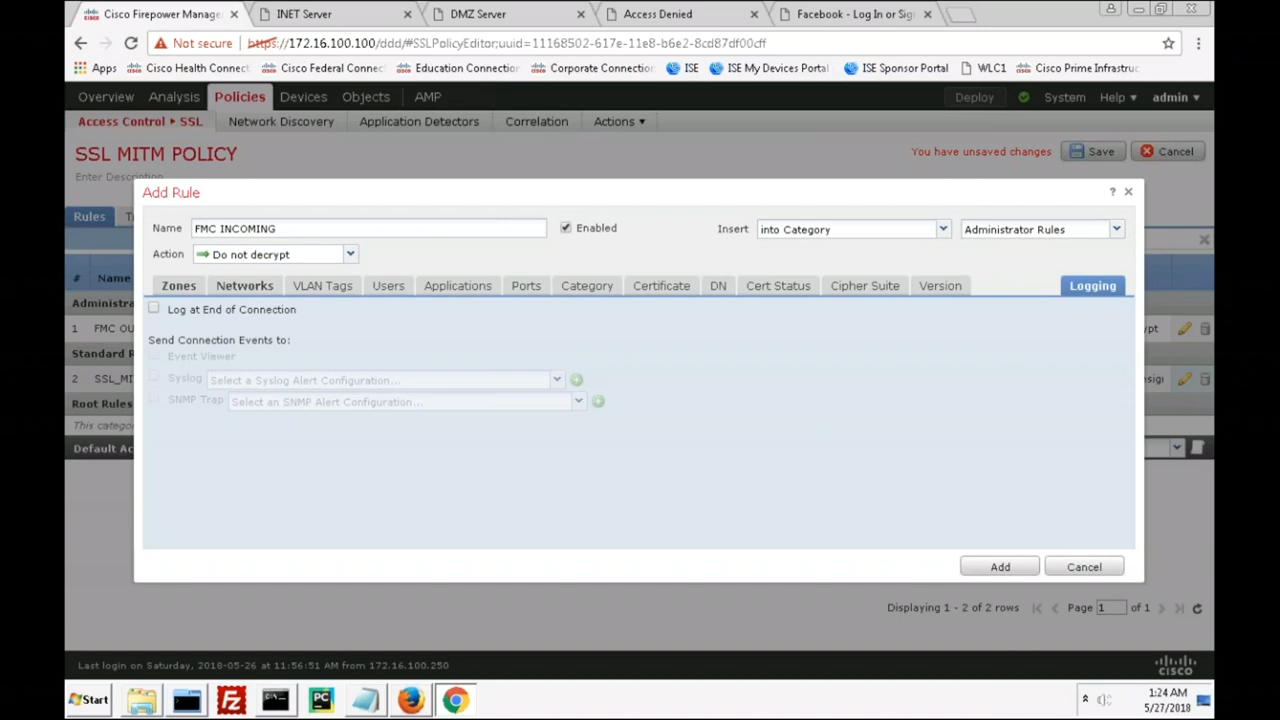 Cisco Firepower Manage
INET Server
DMZ Server
Access Denied
Facebook - Log In or Sig
Not secure
https://172.16.100.100/ddd/#SSLPolicyEditor;uuid=11168502-617e-11e8-b6e2-8cd87df00cff
Apps
Cisco Health Connect
Cisco Federal Connec
Education Connection
Corporate Connection
ISE
ISE My Devices Portal
ISE Sponsor Portal
WLC1
Cisco Prime Infrastruc
Overview Analysis Policies Devices Objects AMP
Deploy System Help admin
Access Control SSL Network Discovery Application Detectors Correlation Actions
SSL MITM POLICY
You have unsaved changes Save Cancel
Enter Description
Add Rule
?
Rules
Name FMC INCOMING Enabled Insert into Category Administrator Rules
Action Do not decrypt
# Name
Zones Networks VLAN Tags Users Applications Ports Category Certificate DN Cert Status Cipher Suite Version Logging
Administra
Log at End of Connection
1 FMC OU
ypt
Send Connection Events to:
Standard R
Event Viewer
2 SSL_MI
Syslog Select a Syslog Alert Configuration...
esig
Root Rules
SNMP Trap Select an SNMP Alert Configuration...
This categor
Default Ac
Add Cancel
Displaying 1 - 2 of 2 rows Page 1 of 1
Last login on Saturday, 2018-05-26 at 11:56:51 AM from 172.16.100.250
CISCO
Start
Fz
PC
1:24 AM
5/27/2018